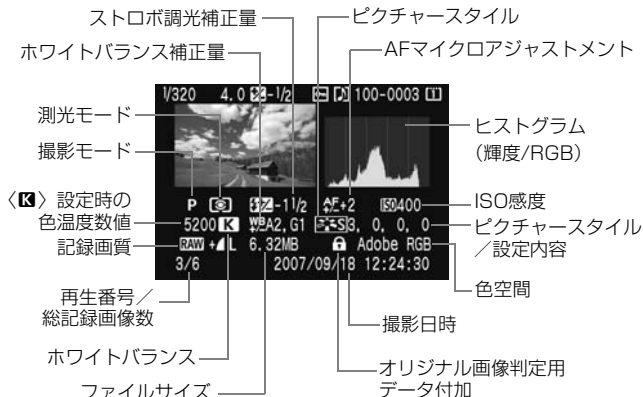 ストロボ調光補正量
ピクチャースタイル
ホワイトバランス補正量
AFマイクロアジャストメント
1/320 4.0 -1/2 100-0003 1
測光モード
ヒストグラム
(輝度/RGB)
撮影モード
P -1 1/2 AF+2 ISO400
ISO感度
〈K〉設定時の
色温度数値
5200 K WB A2, G1 S 3, 0, 0, 0
ピクチャースタイル
/設定内容
記録画質
RAW + L 6.32MB Adobe RGB
3/6 2007/09/18 12:24:30
色空間
再生番号/
総記録画像数
撮影日時
ホワイトバランス
オリジナル画像判定用
データ付加
ファイルサイズ